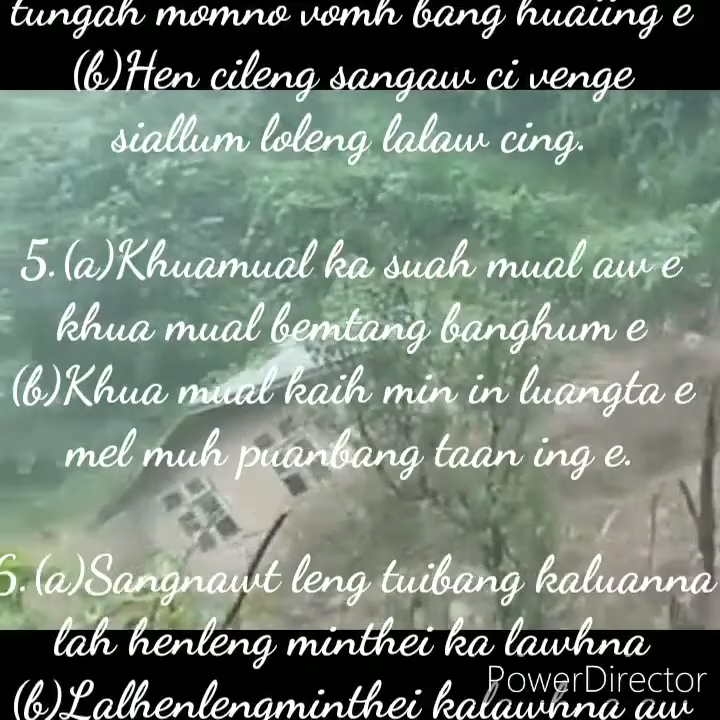 tungah momno vomh bang huaiing e
(b)Hen cileng sangaw ci venge
siallum loleng lalaw cing.
5.(a)Khuamual ka suah mual aw e
khua mual bemtang banghum e
(b)Khua mual kaih min in luangta e
mel muh puanbang taan ing e.
6.(a)Sangnawt leng tuibang kaluanna
lah henleng minthei ka lawhna
PowerDirector
(b)Lalhenlengminthei kalawhna aw